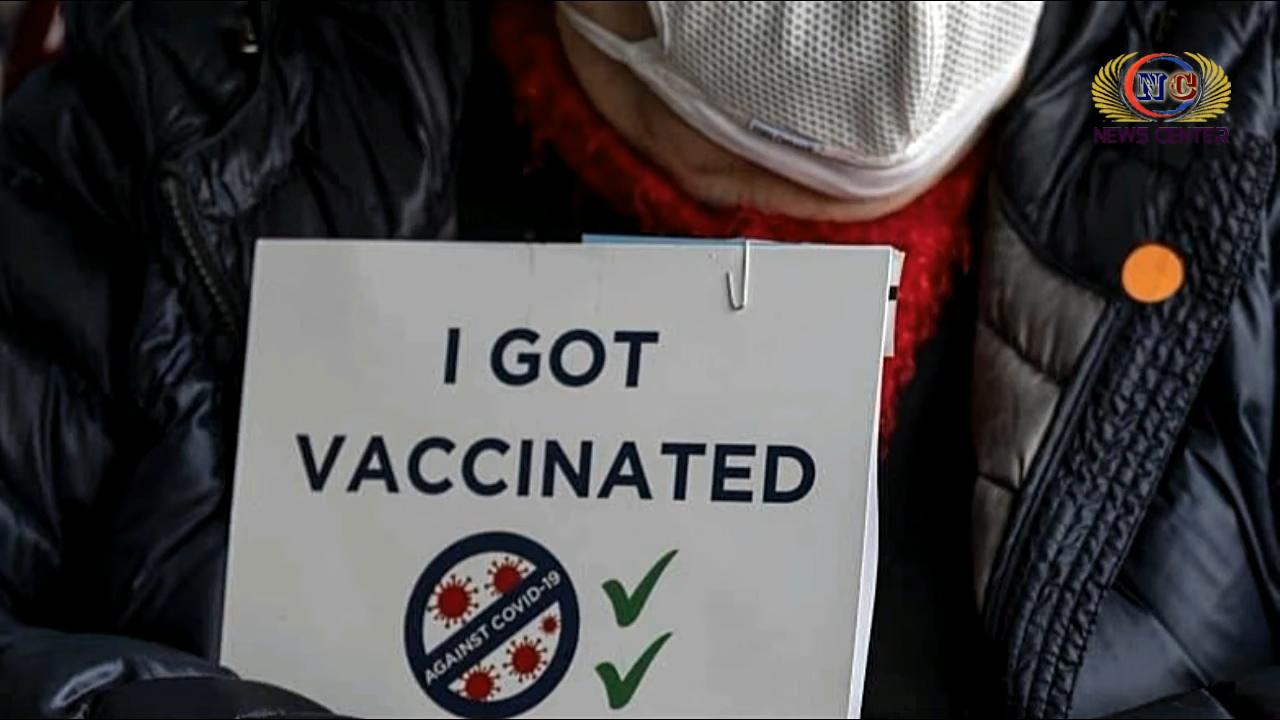 NC
NEWS CENTER
I GOT
VACCINATED
AGAINST COVID-19